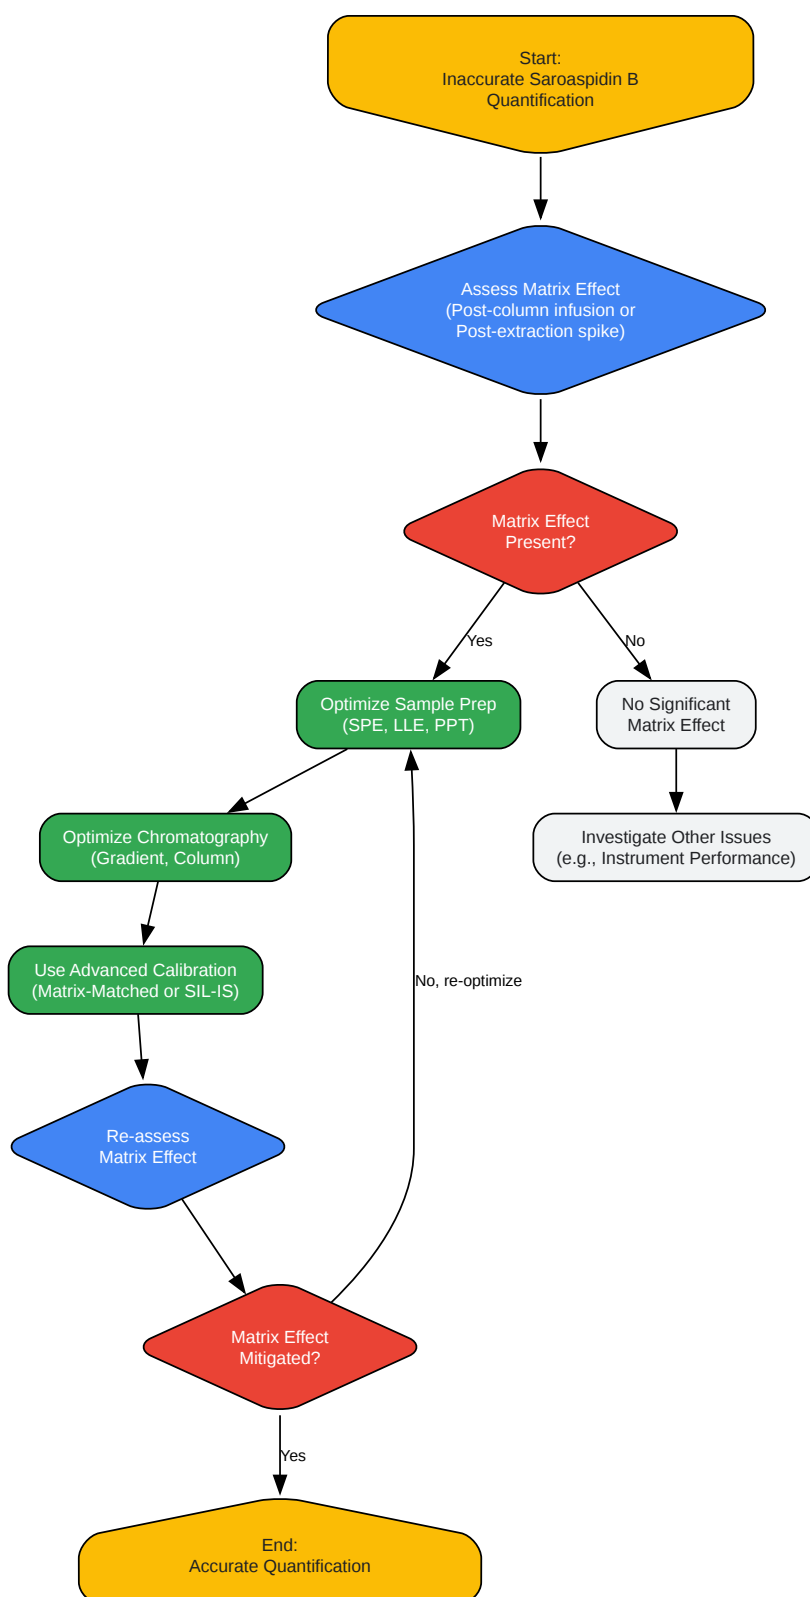 Start:
Inaccurate Saroaspidin B
Quantification
Assess Matrix Effect
(Post-column infusion or
Post-extraction spike)
Matrix Effect
Present?
Yes
No
Optimize Sample Prep
(SPE, LLE, PPT)
No Significant
Matrix Effect
Optimize Chromatography
(Gradient, Column)
Investigate Other Issues
(e.g., Instrument Performance)
Use Advanced Calibration
(Matrix-Matched or SIL-IS)
No, re-optimize
Re-assess
Matrix Effect
Matrix Effect
Mitigated?
Yes
End:
Accurate Quantification